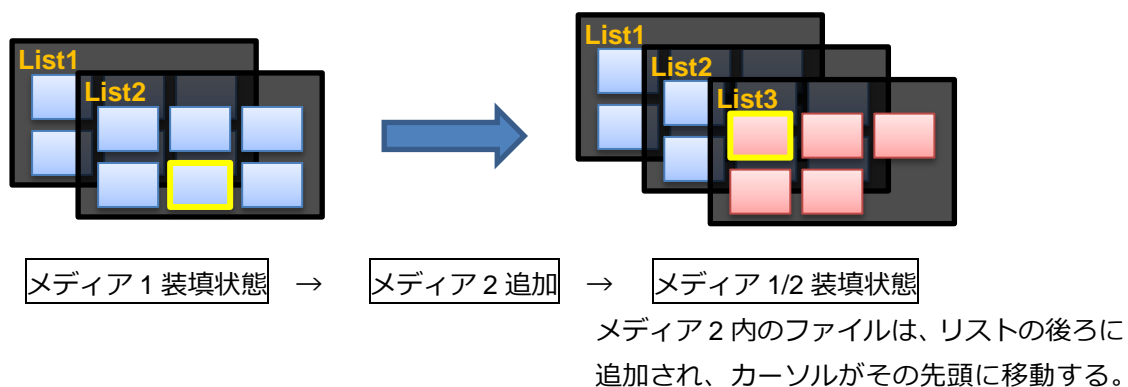 List1
List2
List1
List2
List3
メディア 1 装填状態 → メディア 2 追加 → メディア 1/2 装填状態
メディア 2 内のファイルは、リストの後ろに
追加され、カーソルがその先頭に移動する。